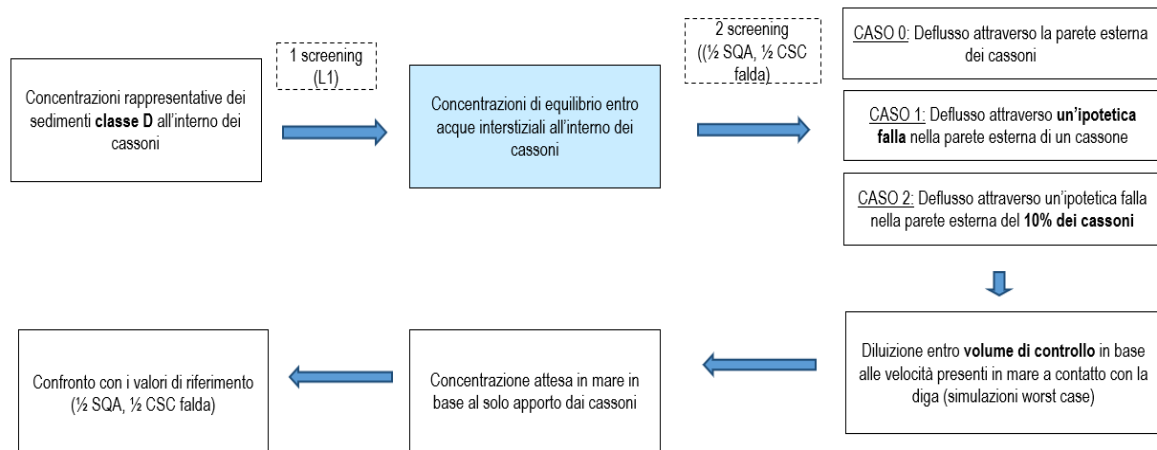 Concentrazioni rappresentative dei
sedimenti classe D all'interno dei
cassoni
1 screening
(L1)
Concentrazioni di equilibrio entro
acque interstiziali all'interno dei
cassoni
2 screening
((½ SQA, ½ CSC
falda)
CASO 0: Deflusso attraverso la parete esterna
dei cassoni
CASO 1: Deflusso attraverso un'ipotetica
falla nella parete esterna di un cassone
CASO 2: Deflusso attraverso un'ipotetica falla
nella parete esterna del 10% dei cassoni
Diluizione entro volume di controllo in base
alle velocità presenti in mare a contatto con la
diga (simulazioni worst case)
Concentrazione attesa in mare in
base al solo apporto dai cassoni
Confronto con i valori di riferimento
(½ SQA, ½ CSC falda)